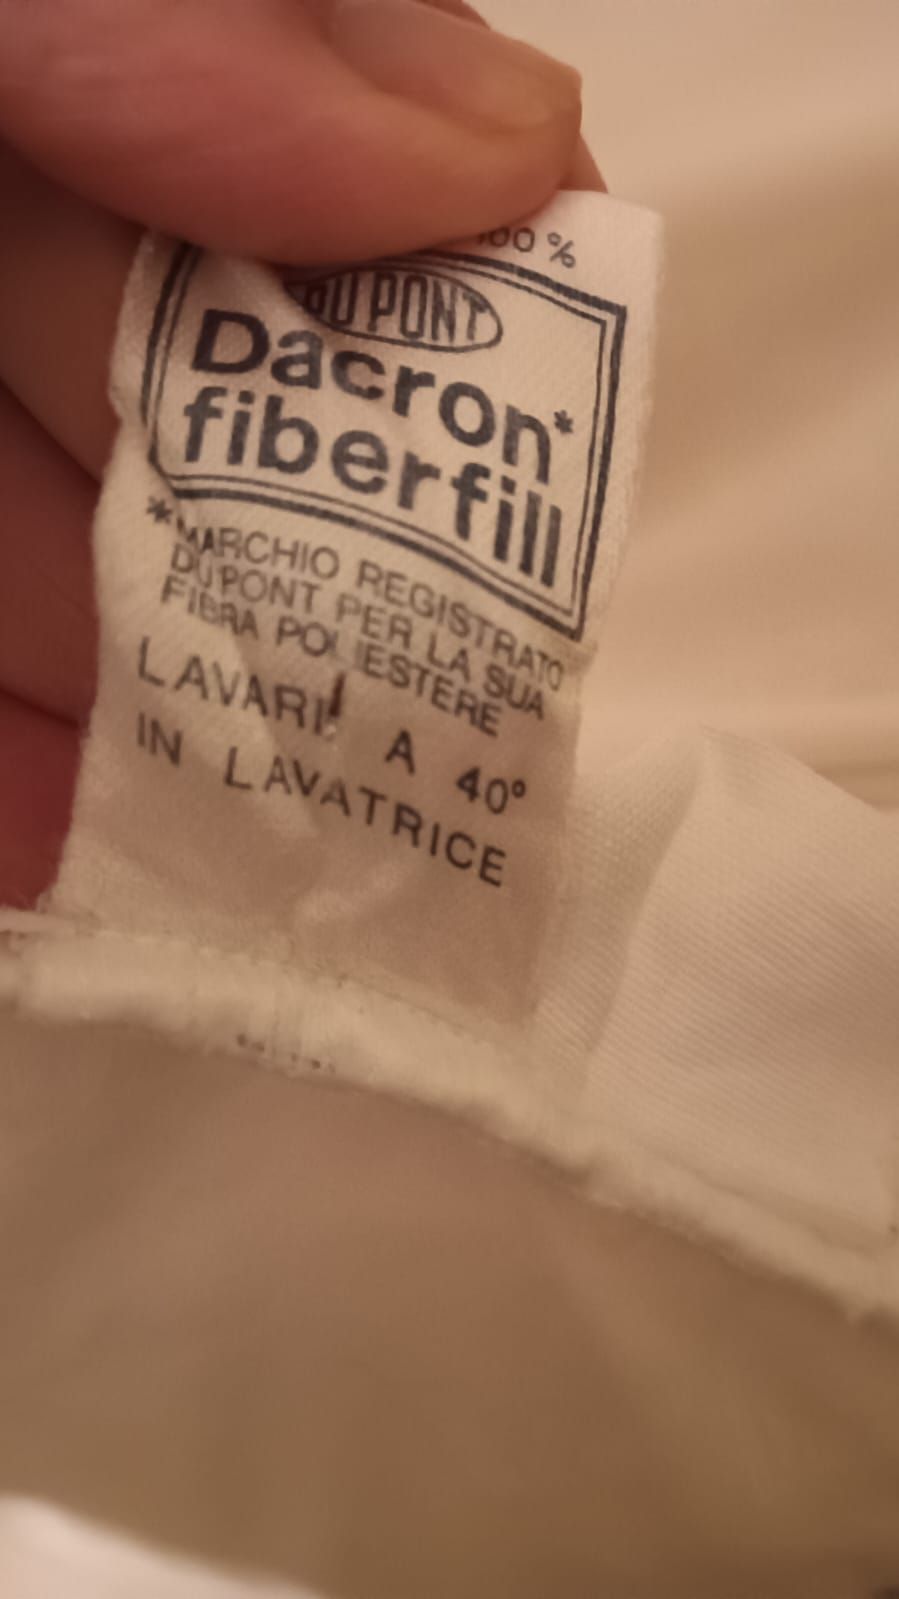 100 %
DU PONT
Dacron*
fiberfill
*MARCHIO REGISTRATO
DU PONT PER LA SUA
FIBRA POLIESTERE
LAVARE A 40°
IN LAVATRICE